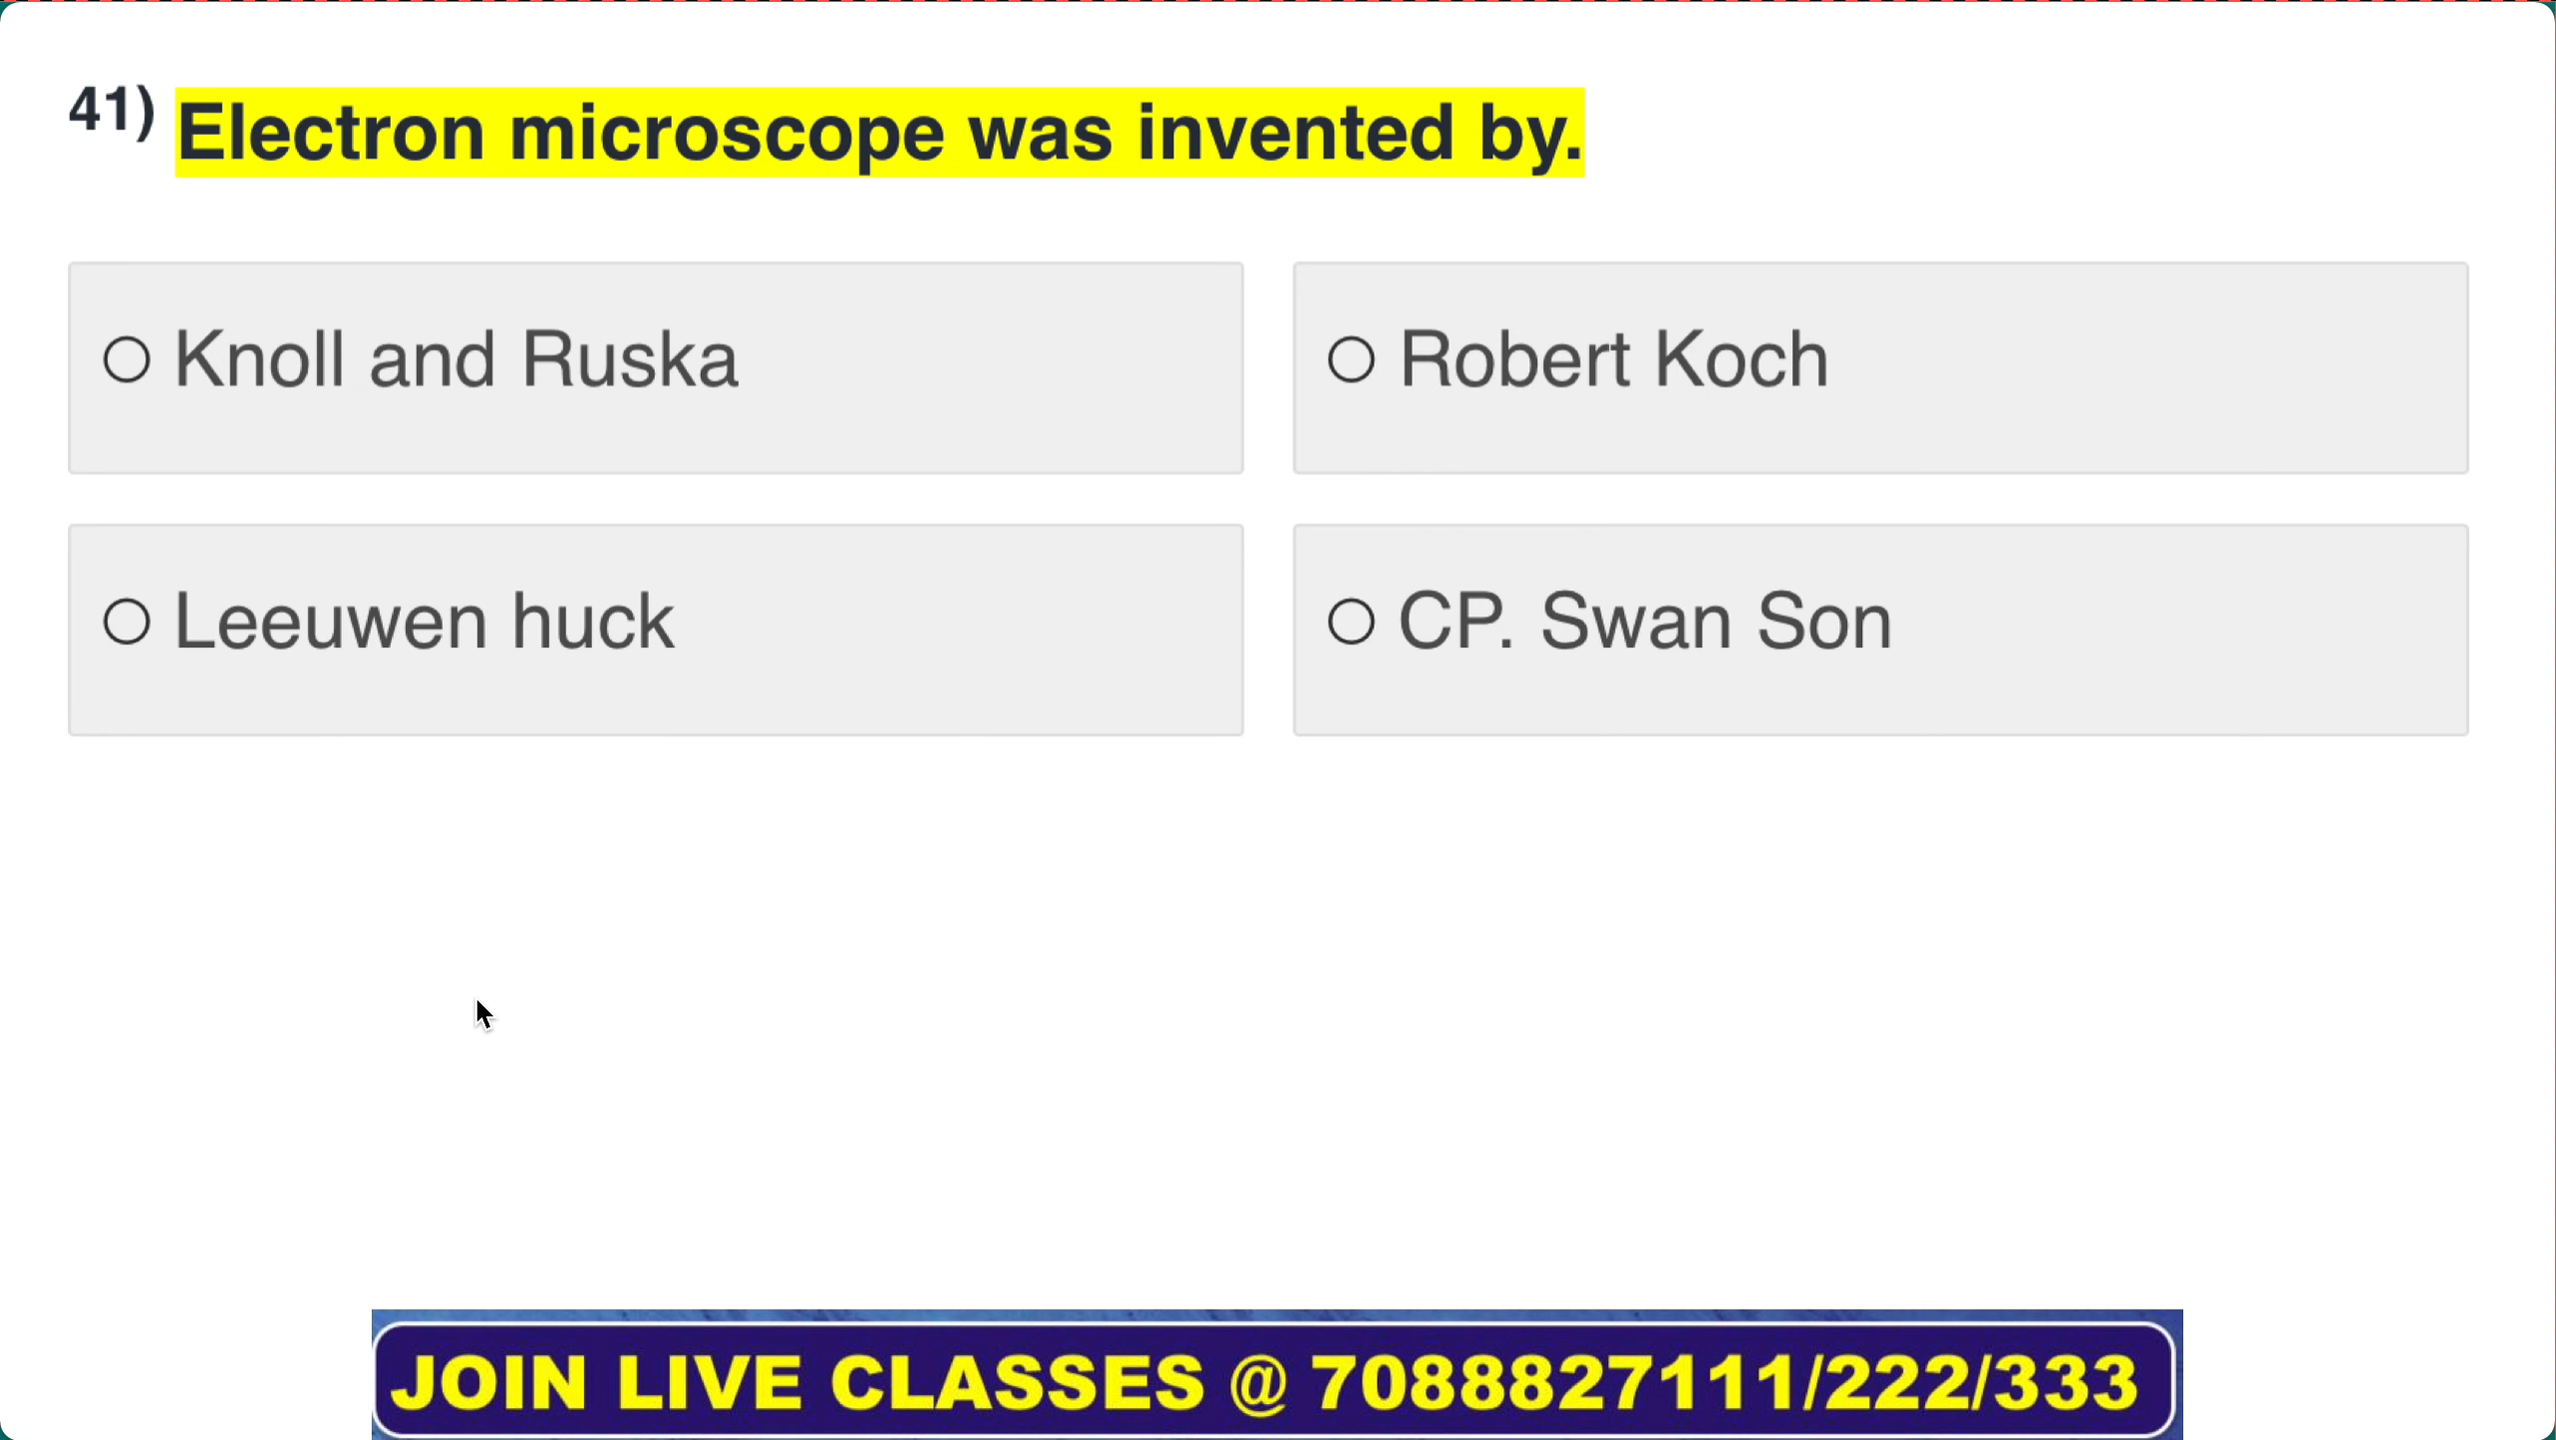 41) Electron microscope was invented by.
Knoll and Ruska
Robert Koch
Leeuwen huck
CP. Swan Son
JOIN LIVE CLASSES @ 7088827111/222/333